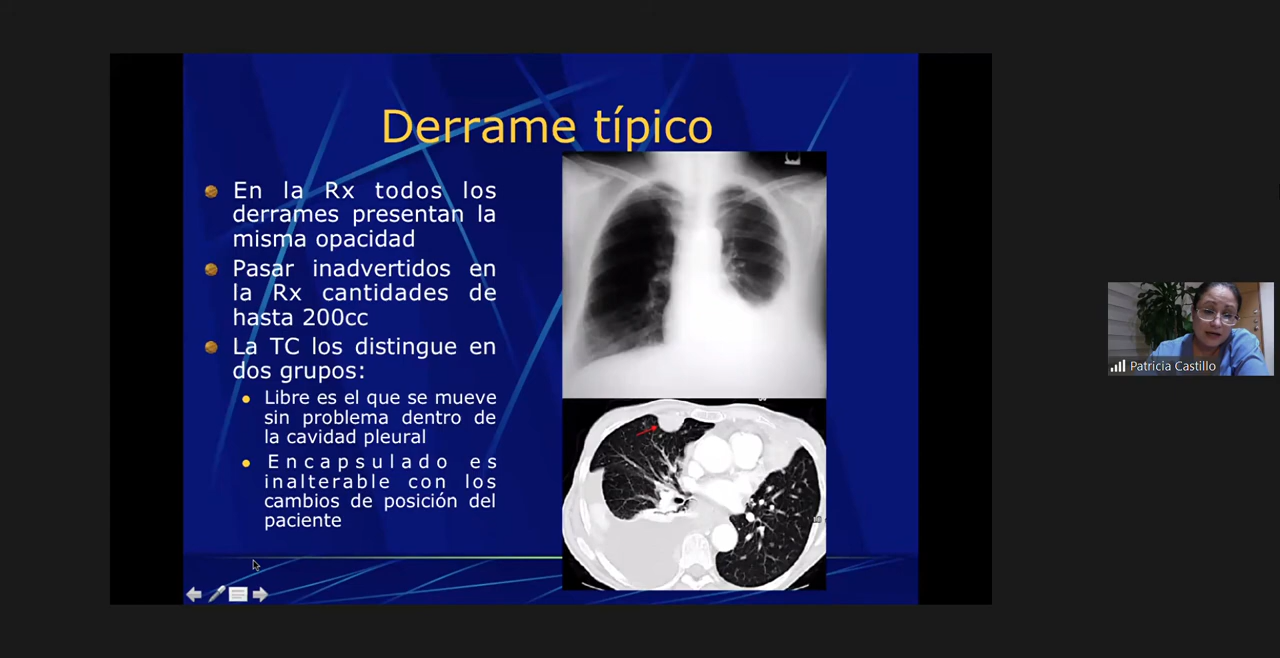 Derrame típico
En la Rx todos los
derrames presentan la
misma opacidad
Pasar inadvertidos en
la Rx cantidades de
hasta 200cc
La TC los distingue en
dos grupos:
Libre es el que se mueve
sin problema dentro de
la cavidad pleural
Encapsulado es
inalterable con los
cambios de posición del
paciente
Patricia Castillo